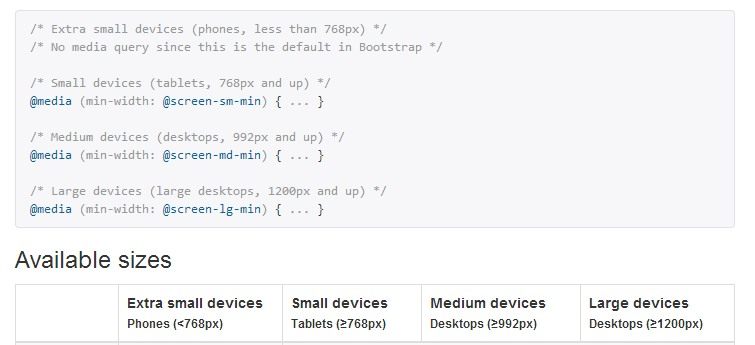 /* Extra small devices (phones, less than 768px) */
/* No media query since this is the default in Bootstrap */
/* Small devices (tablets, 768px and up) */
@media (min-width: @screen-sm-min) { ... }
/* Medium devices (desktops, 992px and up) */
@media (min-width: @screen-md-min) { ... }
/* Large devices (large desktops, 1200px and up) */
@media (min-width: @screen-lg-min) { ... }
Available sizes
Extra small devices Small devices Medium devices Large devices
Phones (<768px) Tablets (≥768px) Desktops (≥992px) Desktops (≥1200px)